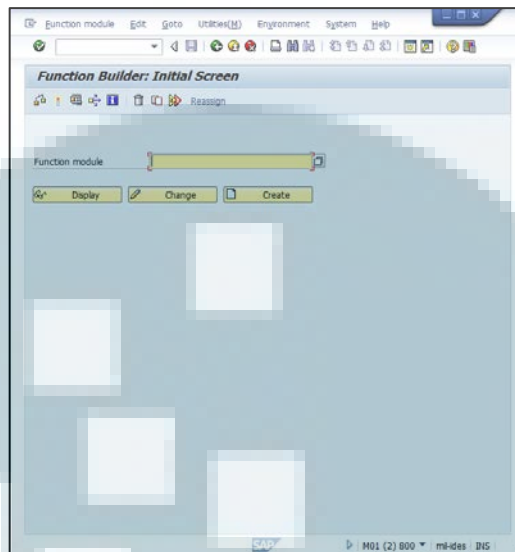 Function module Edit Goto Utilities(M) Environment System Help
Function Builder: Initial Screen
Reassign
Function module
Display Change Create
SAP
M01 (2) 800 ml-ides INS